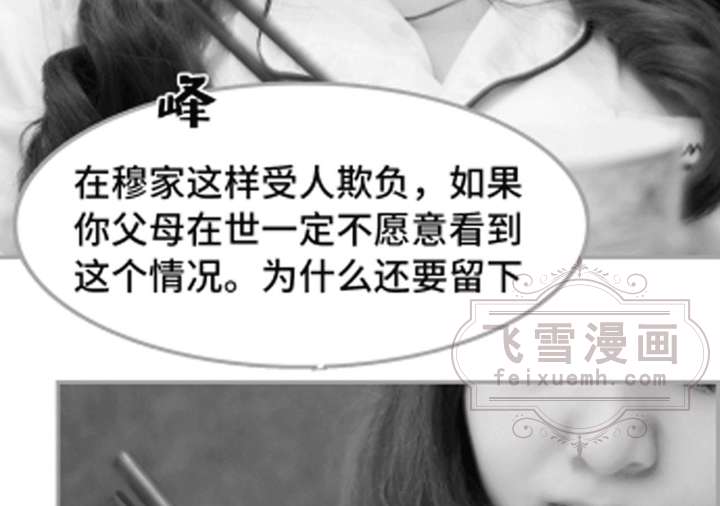 峰
在穆家这样受人欺负，如果
你父母在世一定不愿意看到
这个情况。为什么还要留下
飞雪漫画
feixuemh.com